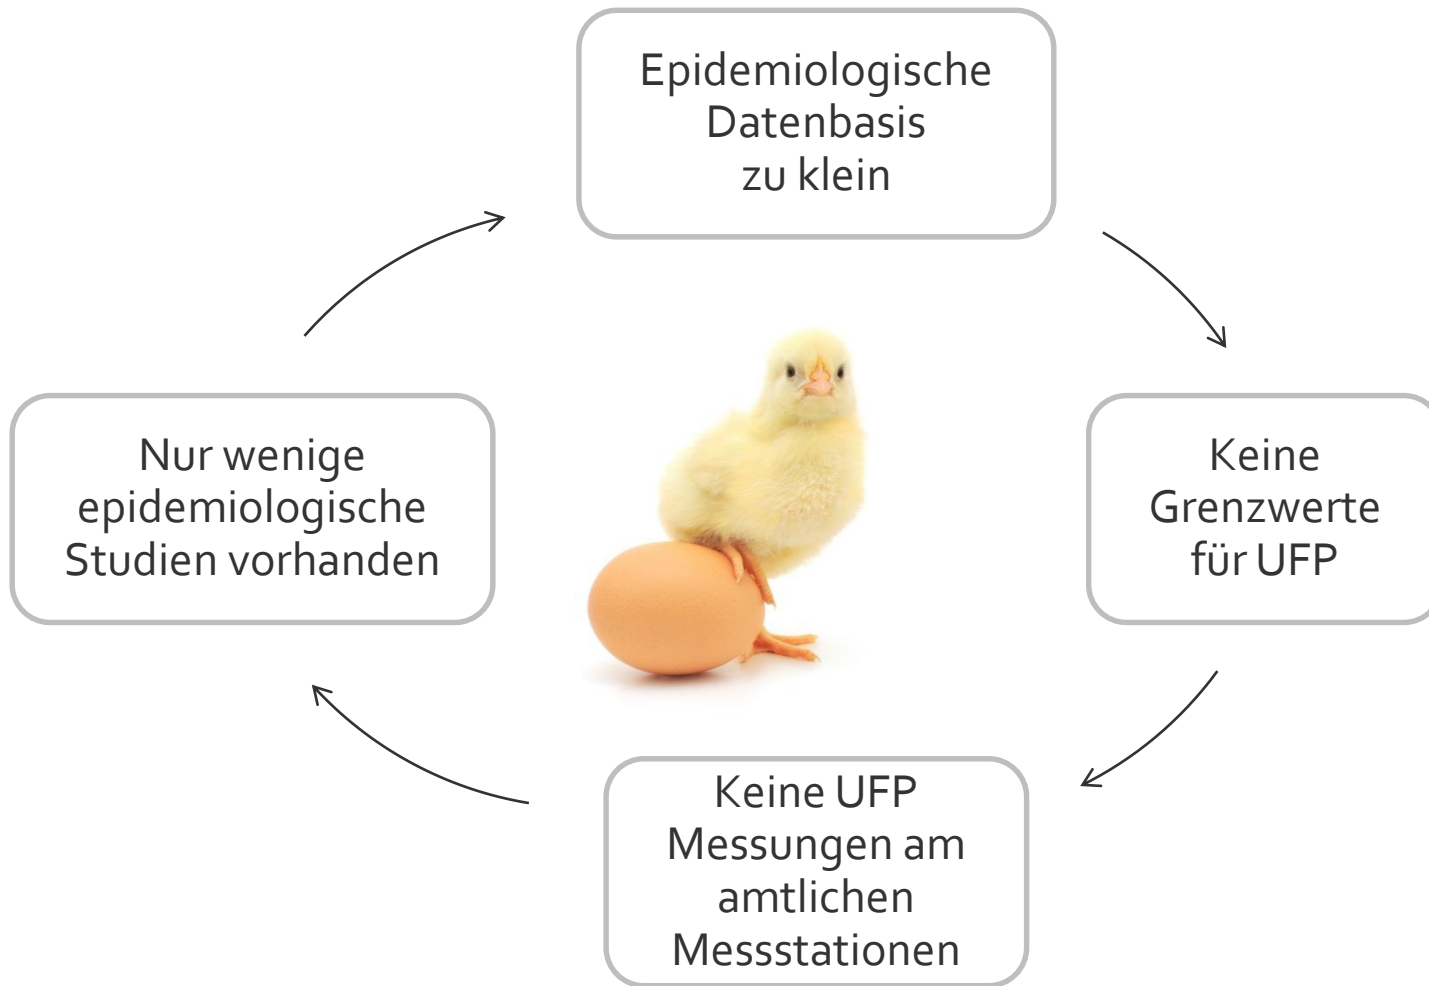 Epidemiologische
Datenbasis
zu klein
Keine
Grenzwerte
für UFP
Keine UFP
Messungen am
amtlichen
Messstationen
Nur wenige
epidemiologische
Studien vorhanden